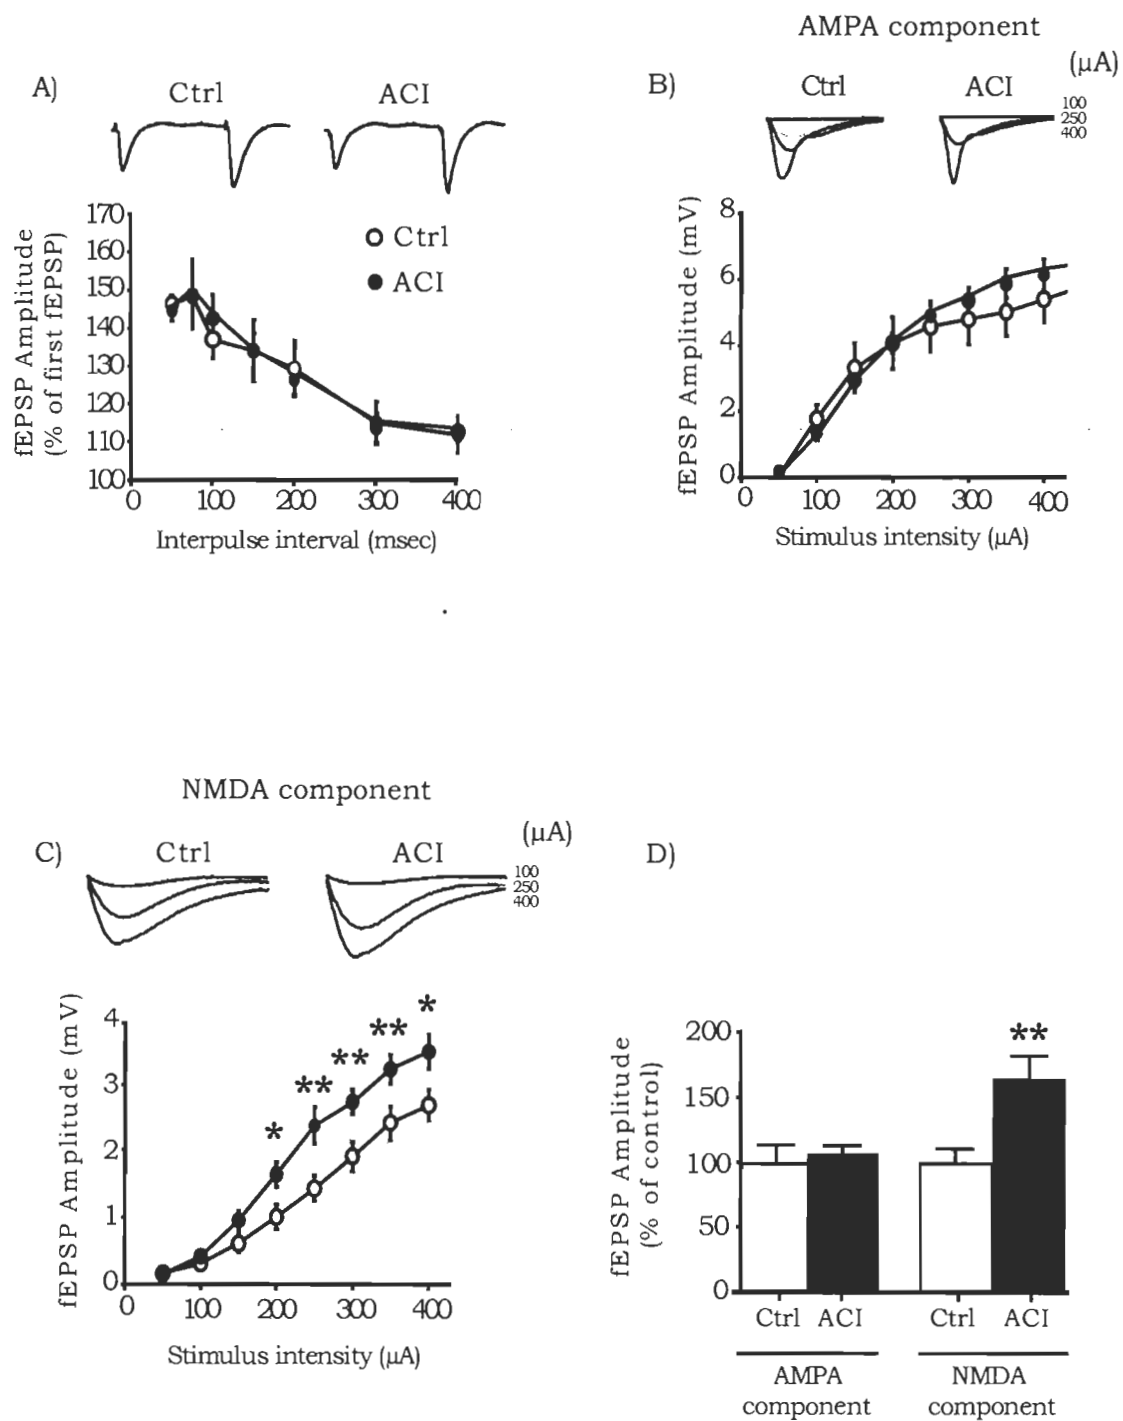 A)
Ctrl
ACI
fEPSP Amplitude
(% of first fEPSP)
170
160
150
140
130
120
110
100
Ctrl
ACI
0
100
200
300
400
Interpulse interval (msec)
AMPA component
B)
(µA)
Ctrl
ACI
100
250
400
fEPSP Amplitude (mV)
8
6
4
2
0
0
100
200
300
400
Stimulus intensity (µA)
NMDA component
C)
(µA)
Ctrl
ACI
100
250
400
fEPSP Amplitude (mV)
4
3
2
1
0
*
**
**
**
*
0
100
200
300
400
Stimulus intensity (µA)
D)
fEPSP Amplitude
(% of control)
200
150
100
50
0
**
Ctrl ACI
Ctrl ACI
AMPA
component
NMDA
component